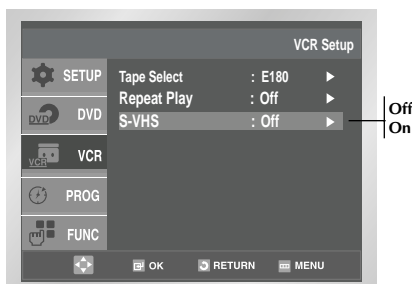 VCR Setup
SETUP
DVD
DVD
VCR
VCR
PROG
FUNC
Tape Select : E180
Repeat Play : Off
S-VHS : Off
Off
On
OK RETURN MENU